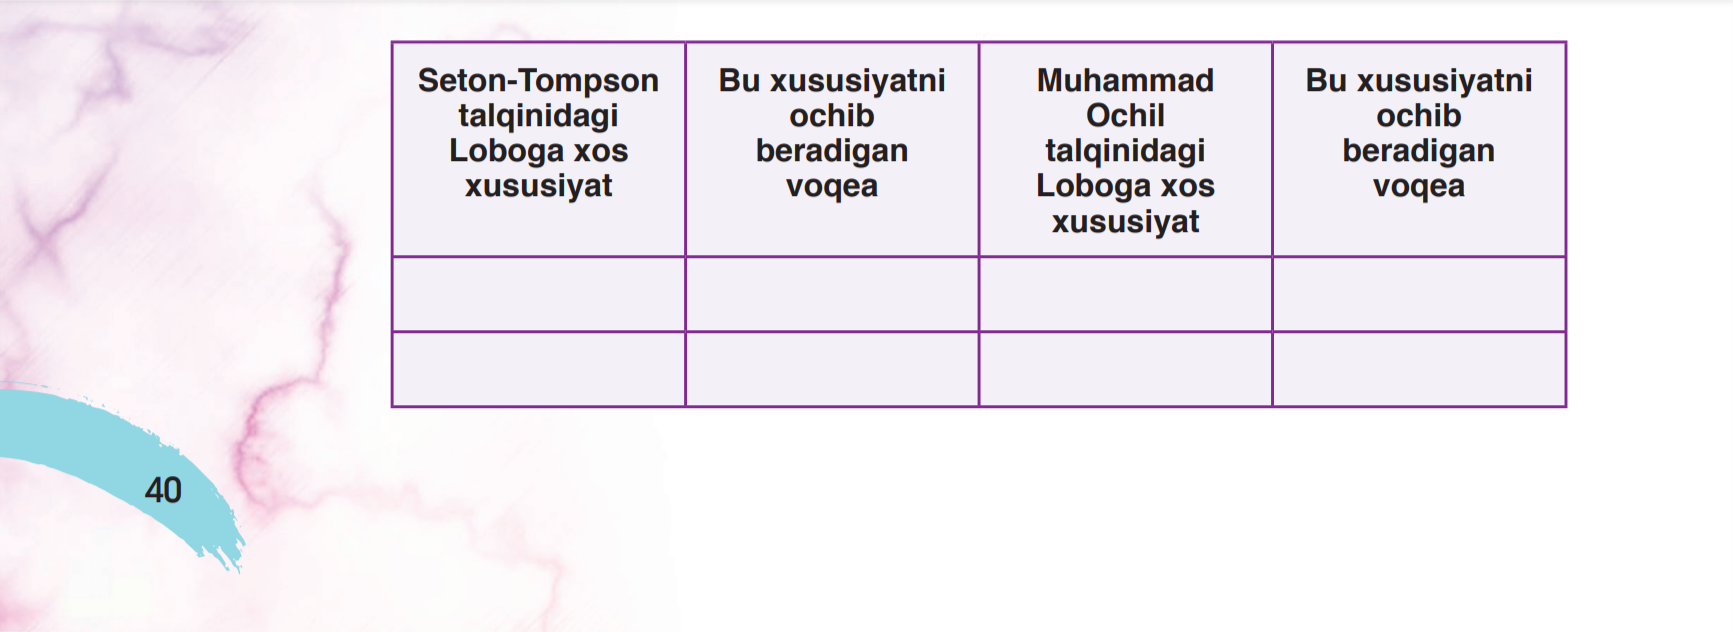 Seton-Tompson
talqinidagi
Loboga xos
xususiyat
Bu xususiyatni
ochib
beradigan
voqea
Muhammad
Ochil
talqinidagi
Loboga xos
xususiyat
Bu xususiyatni
ochib
beradigan
voqea
40